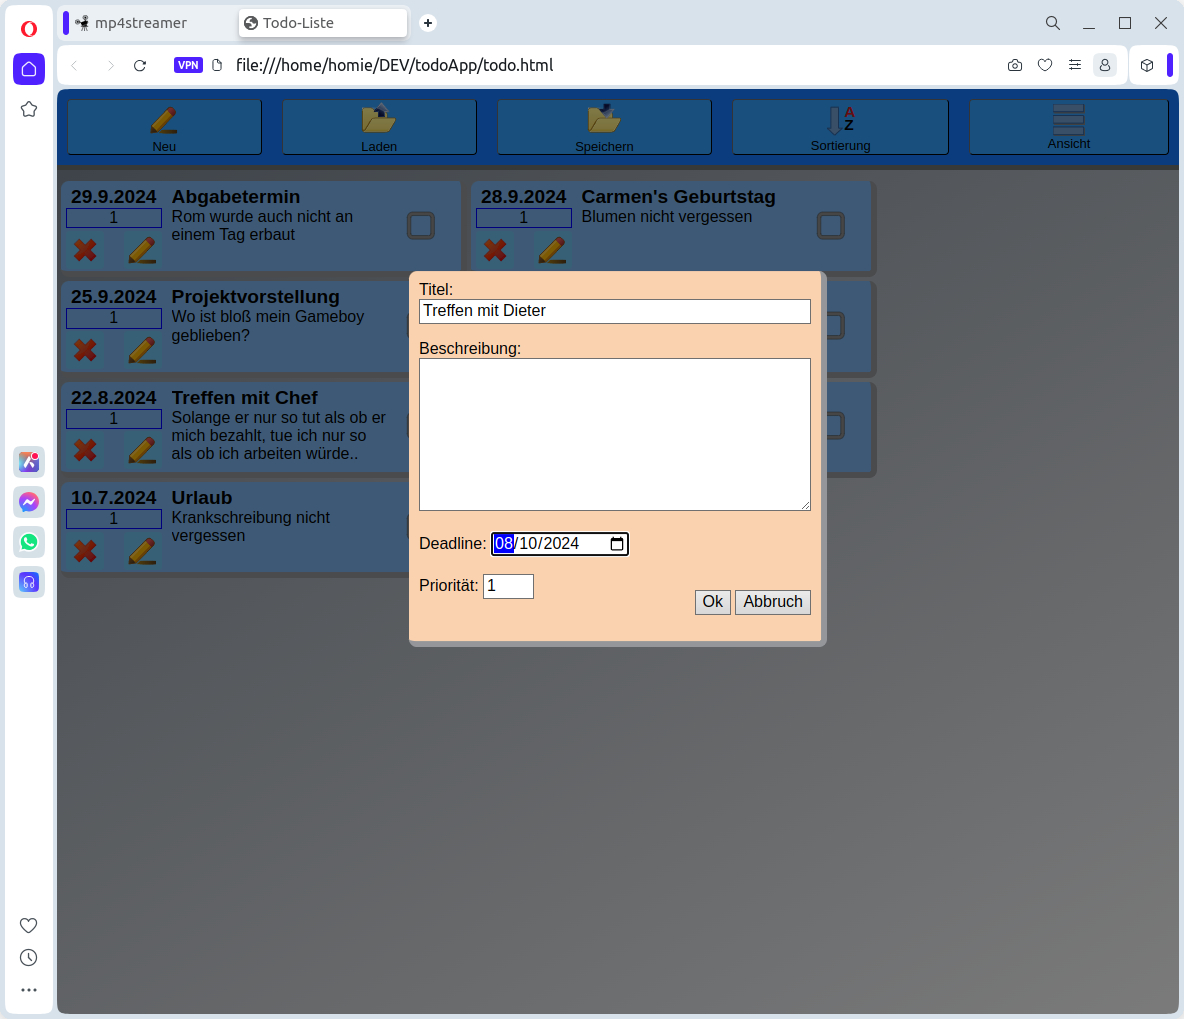 mp4streamer
Todo-Liste
VPN
file:///home/homie/DEV/todoApp/todo.html
Neu
Laden
Speichern
A
Z
Sortierung
Ansicht
29.9.2024 Abgabetermin
1
Rom wurde auch nicht an
einem Tag erbaut
28.9.2024 Carmen's Geburtstag
1
Blumen nicht vergessen
25.9.2024 Projektvorstellung
1
Wo ist bloß mein Gameboy
geblieben?
22.8.2024 Treffen mit Chef
1
Solange er nur so tut als ob er
mich bezahlt, tue ich nur so
als ob ich arbeiten würde..
10.7.2024 Urlaub
1
Krankschreibung nicht
vergessen
Titel:
Treffen mit Dieter
Beschreibung:
Deadline: 08/10/2024
Priorität: 1
Ok Abbruch